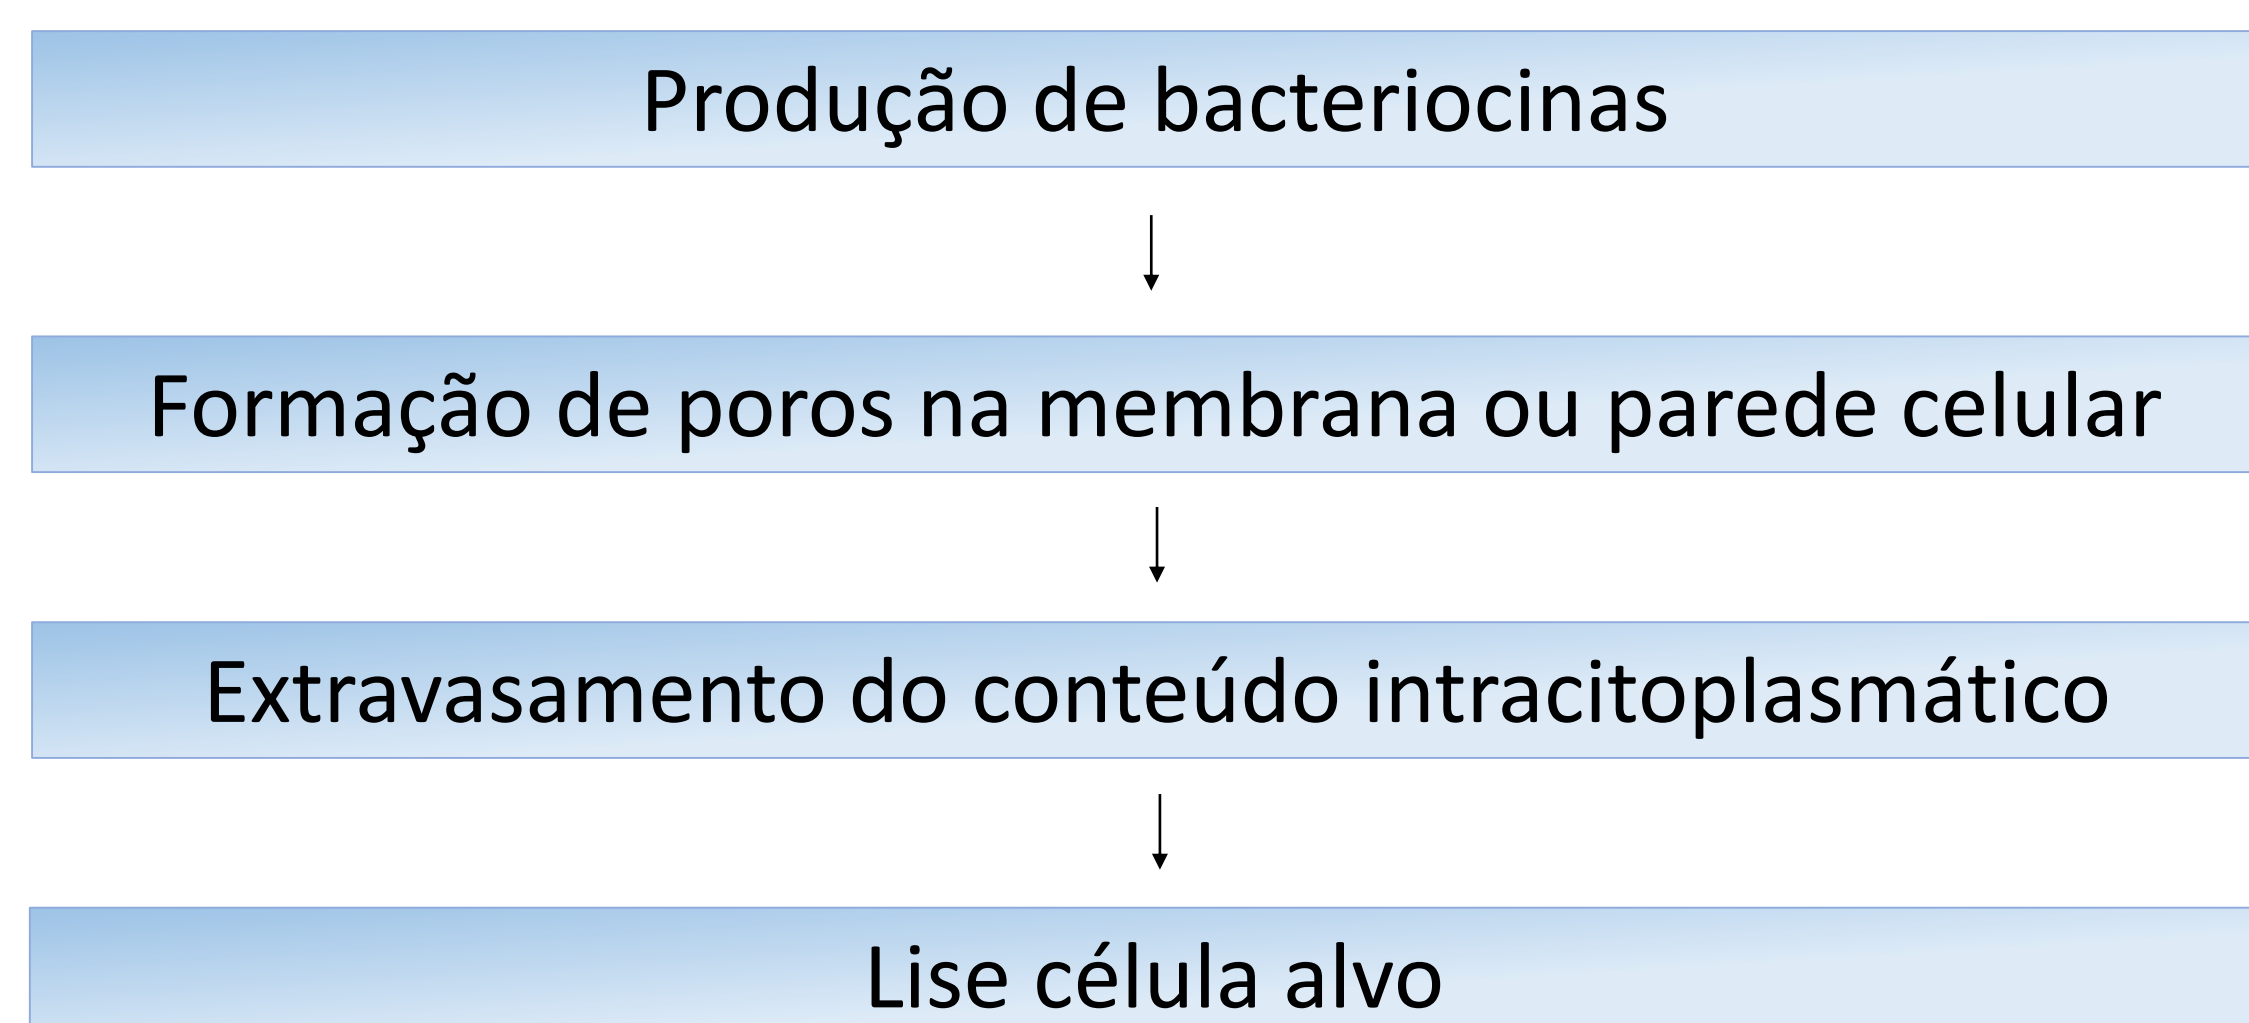 Produção de bacteriocinas
Formação de poros na membrana ou parede celular
Extravasamento do conteúdo intracitoplasmático
Lise célula alvo